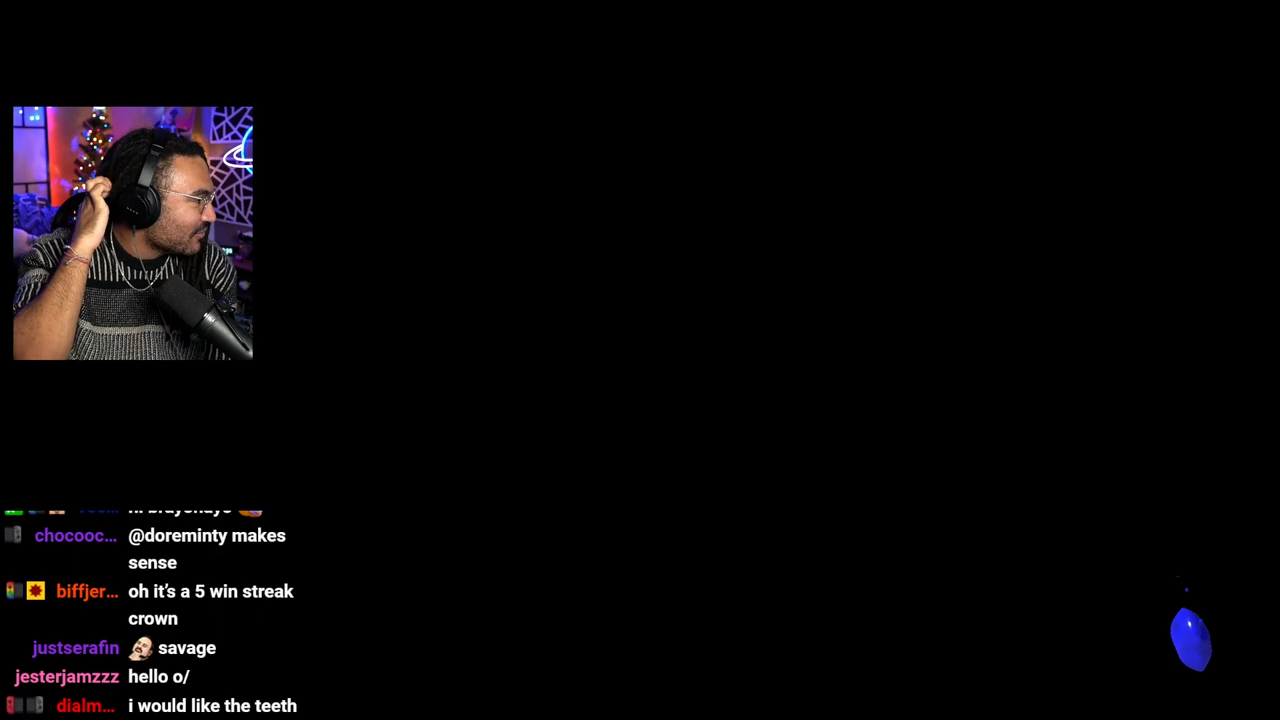 chocooc… @doreminty makes
sense
biffjer… oh it’s a 5 win streak
crown
justserafin savage
jesterjamzzz hello o/
dialm… i would like the teeth